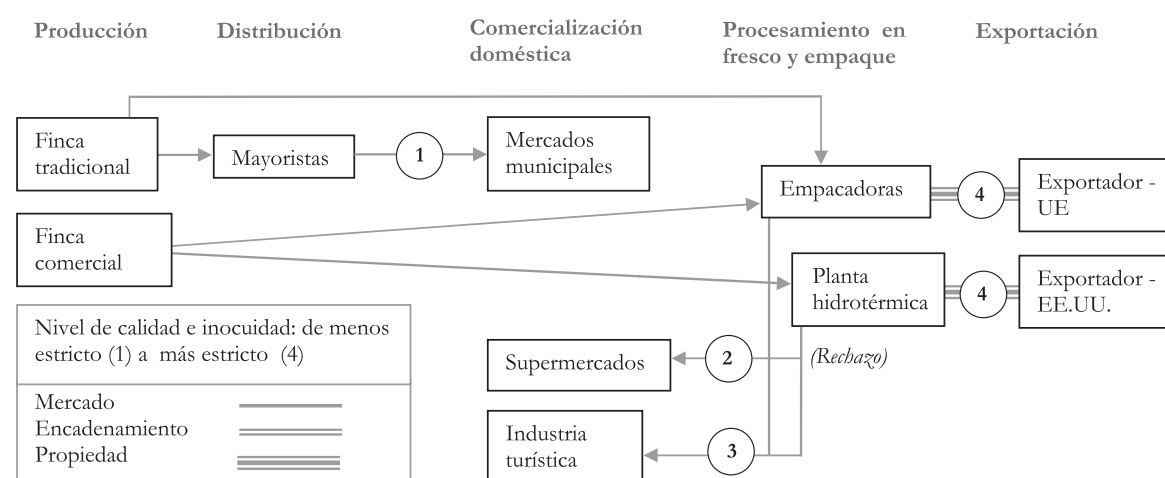 Producción
Distribución
Comercialización
doméstica
Procesamiento en
fresco y empaque
Exportación
Finca
tradicional
Mayoristas
1
Mercados
municipales
Empacadoras
4
Exportador -
UE
Finca
comercial
Planta
hidrotérmica
4
Exportador -
EE.UU.
Nivel de calidad e inocuidad: de menos
estricto (1) a más estricto (4)
Supermercados
2
(Rechazo)
Mercado
Encadenamiento
Propiedad
Industria
turística
3